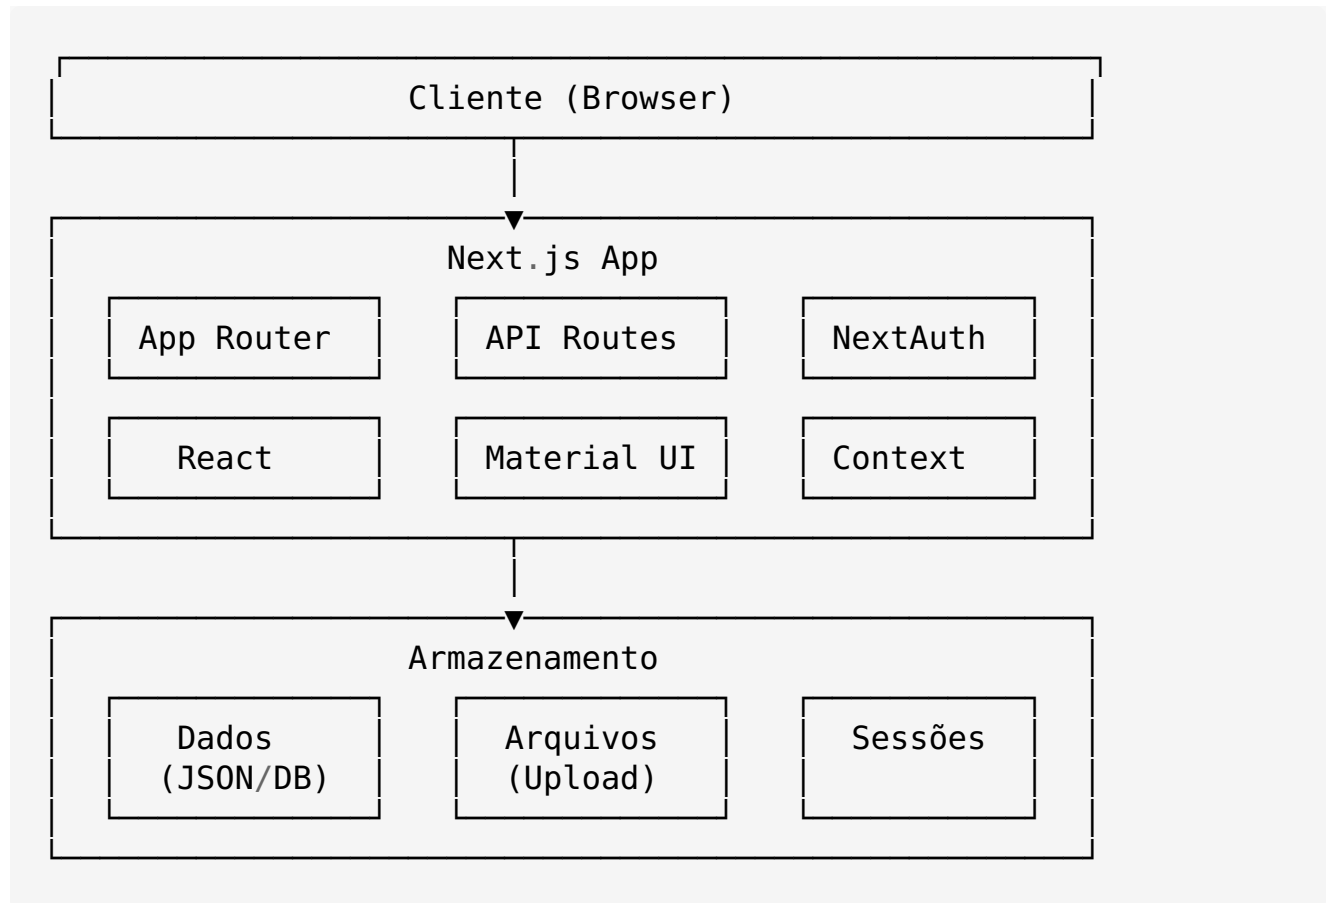 Cliente (Browser)
Next.js App
App Router API Routes NextAuth
React Material UI Context
Armazenamento
Dados Arquivos Sessões
(JSON/DB) (Upload)